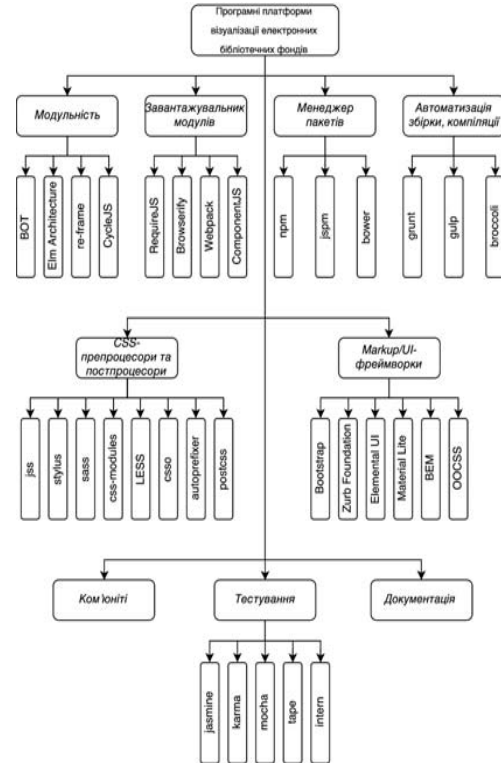 Програмні платформи
візуалізації електронних
бібліотечних фондів
Модульність
Завантажувальник
модулів
Менеджер
пакетів
Автоматизація
збірки, компіляції
BOT
Elm Architecture
re-frame
CycleJS
RequireJS
Browserify
Webpack
ComponentJS
npm
jspm
bower
grunt
gulp
broccoli
CSS-
препроцесори та
постпроцесори
Markup/UI-
фреймворки
jss
stylus
sass
css-modules
LESS
csso
autoprefixer
postcss
Bootstrap
Zurb Foundation
Elemental UI
Material Lite
BEM
OOCSS
Ком'юніті
Тестування
Документація
jasmine
karma
mocha
tape
intern